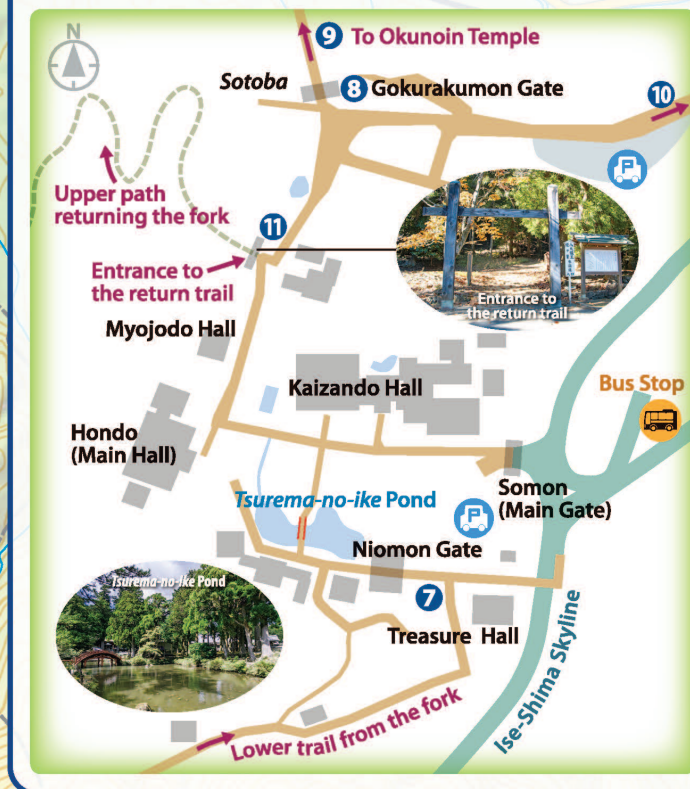 N
9 To Okunoin Temple
Sotoba
8 Gokurakumon Gate
10
P
Upper path
returning the fork
11
Entrance to
the return trail
Entrance to
the return trail
Myojodo Hall
Kaizando Hall
Bus Stop
Hondo
(Main Hall)
Somon
(Main Gate)
Tsurema-no-ike Pond
P
Niomon Gate
Tsurema-no-ike Pond
7
Treasure Hall
Ise-Shima Skyline
Lower trail from the fork